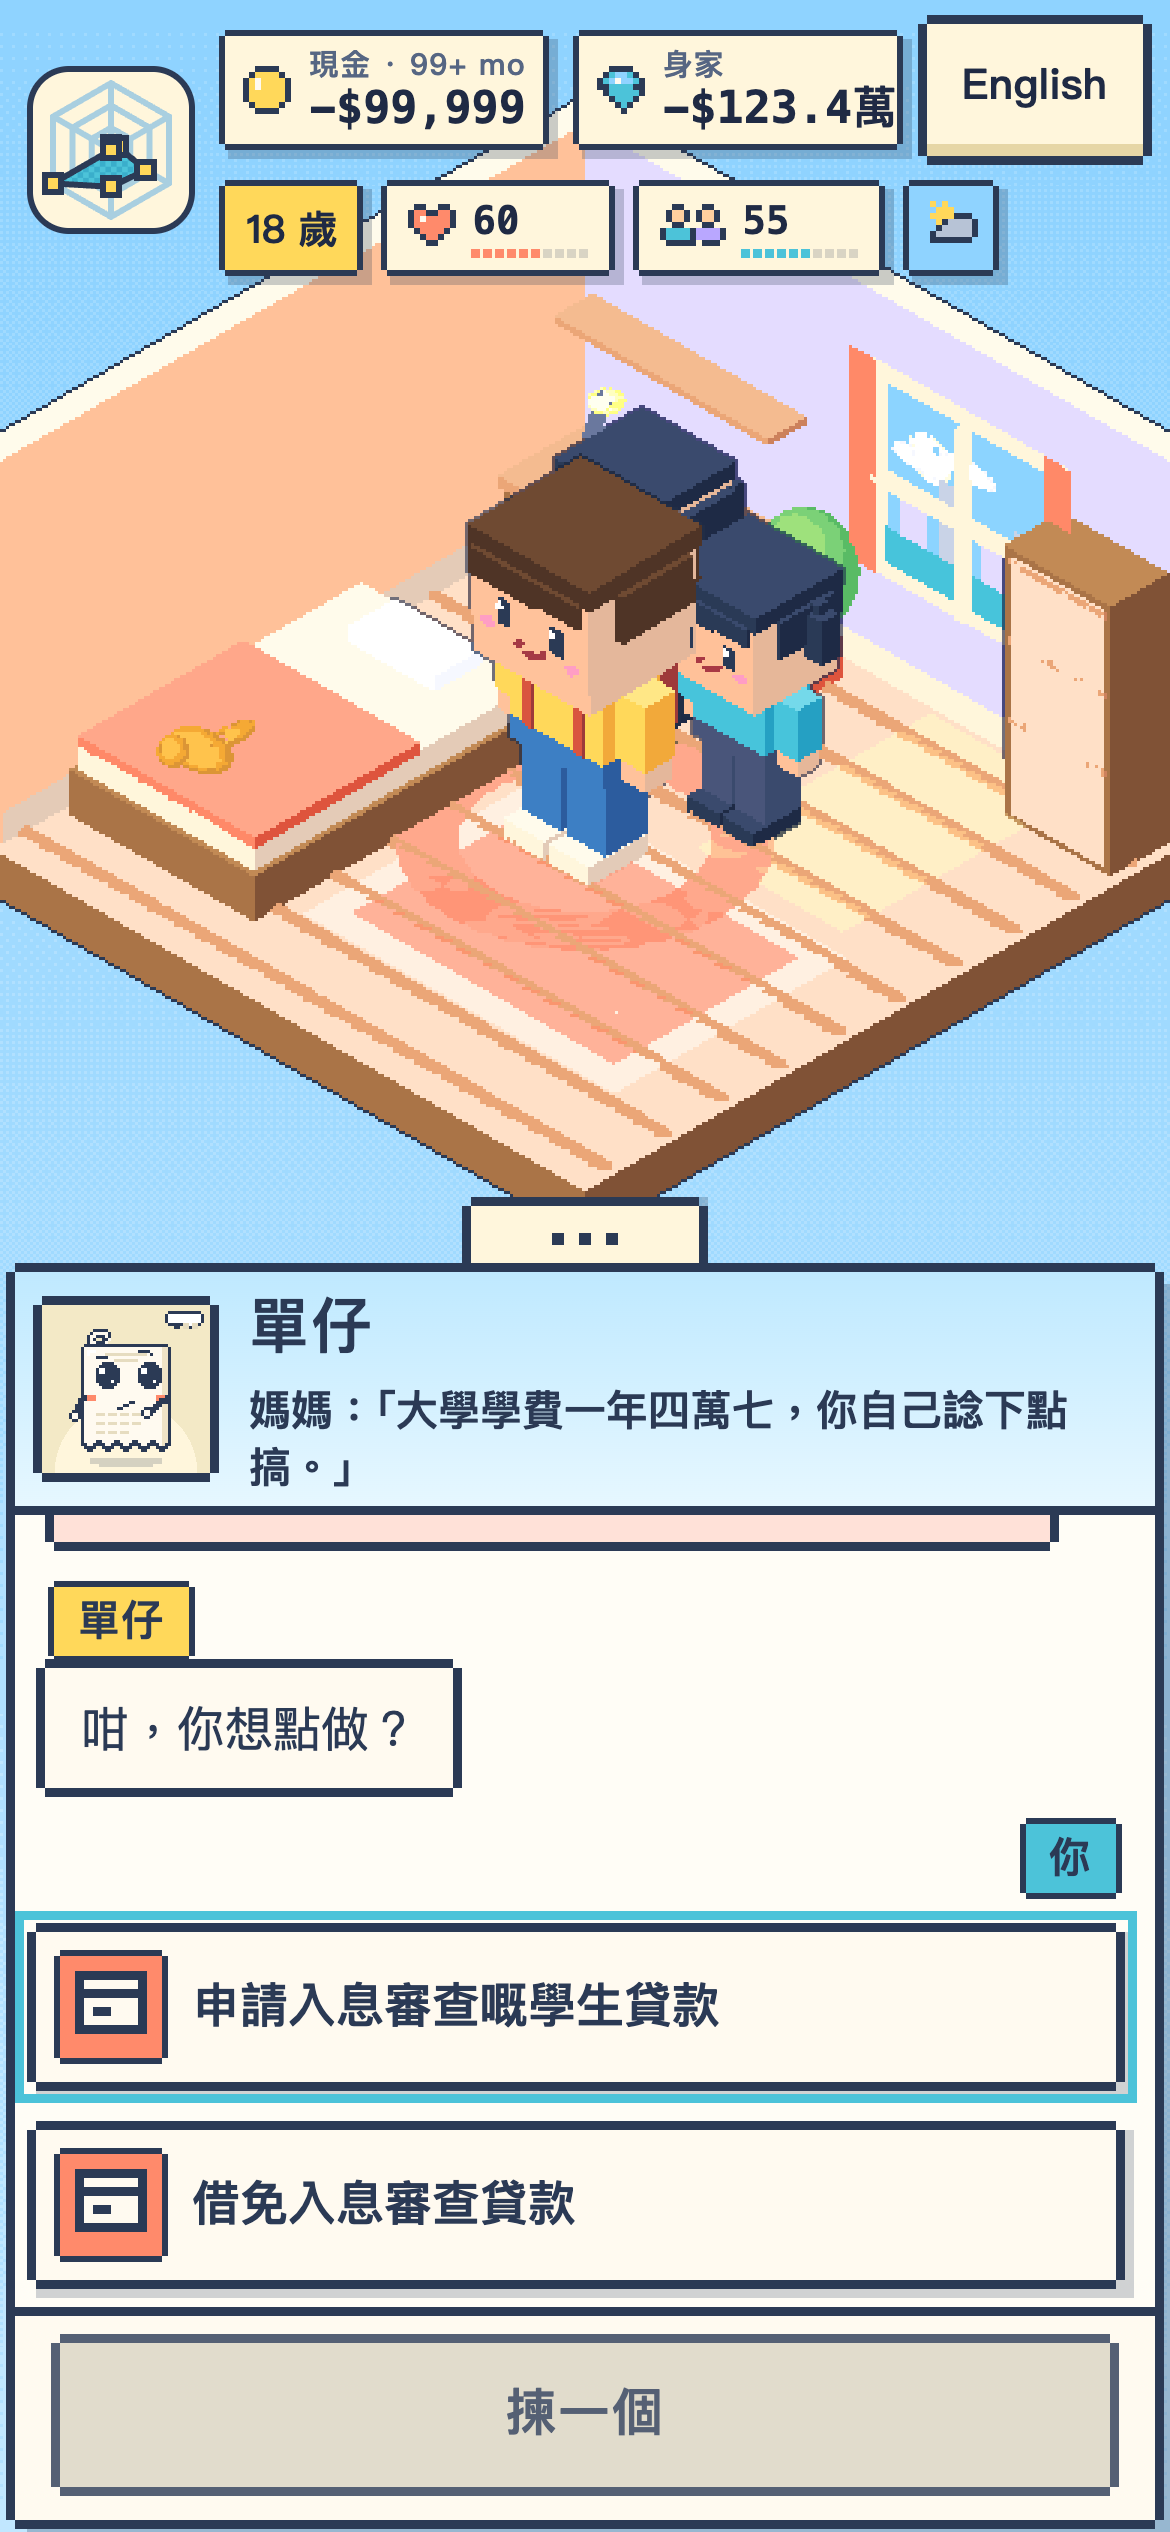 現金 · 99+ mo
-$99,999
身家
-$123.4萬
English
18 歲
60
55
單仔
媽媽：「大學學費一年四萬七，你自己諗下點
搞。」
單仔
咁，你想點做？
你
申請入息審查嘅學生貸款
借免入息審查貸款
揀一個